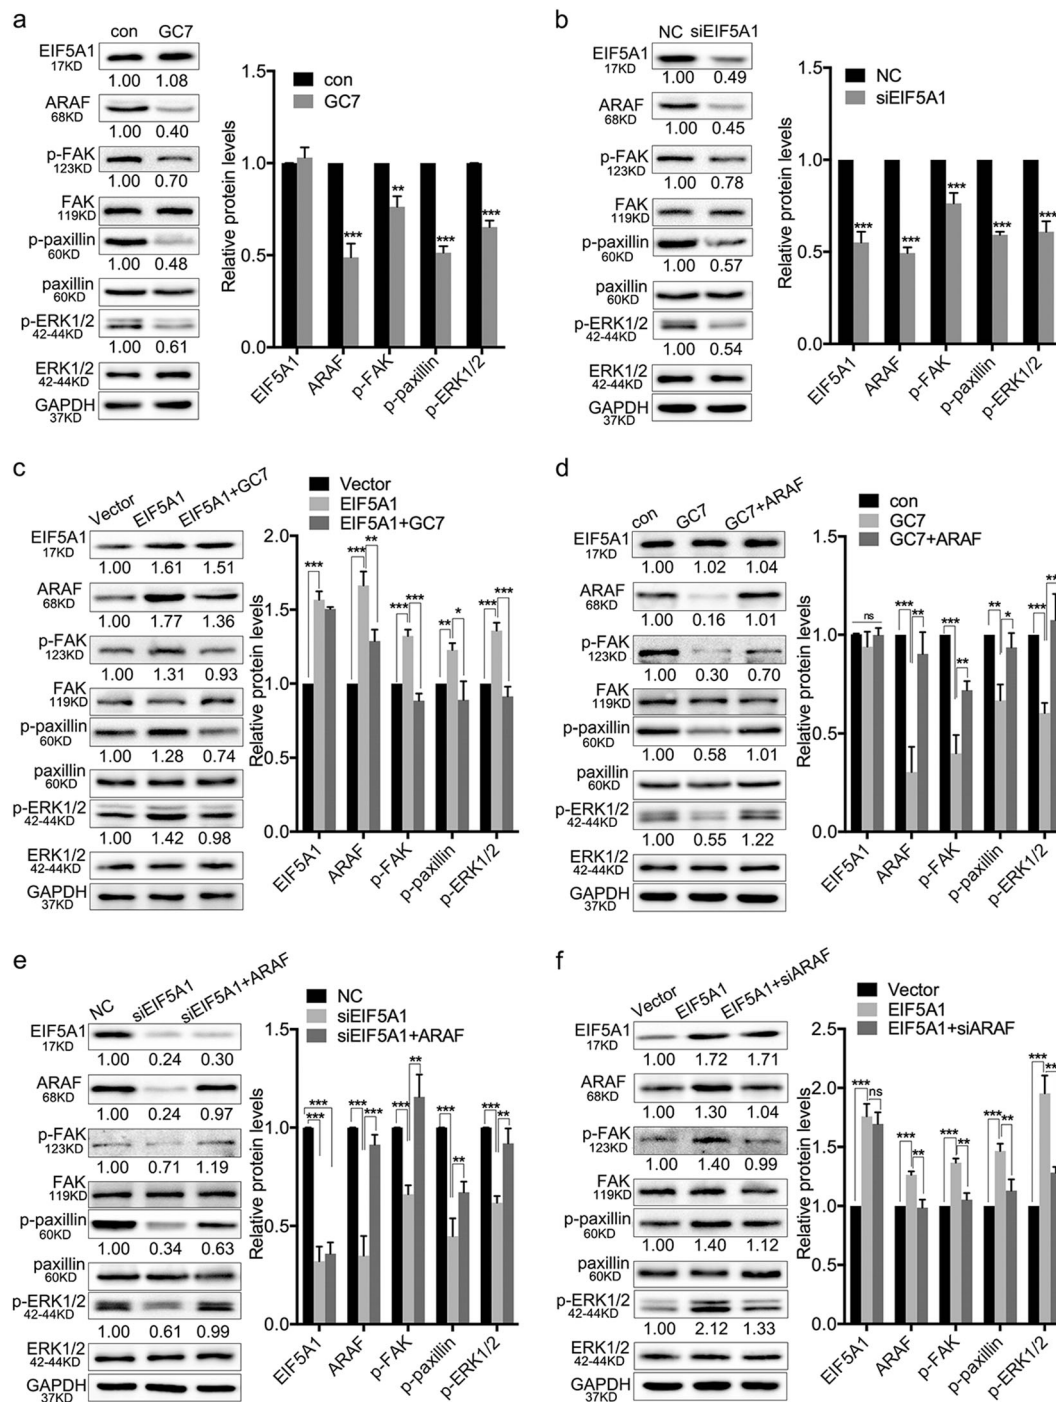 a
con GC7
EIF5A1
17KD
1.00 1.08
ARAF
68KD
1.00 0.40
p-FAK
123KD
1.00 0.70
FAK
119KD
p-paxillin
60KD
1.00 0.48
paxillin
60KD
p-ERK1/2
42-44KD
1.00 0.61
ERK1/2
42-44KD
GAPDH
37KD
con
GC7
Relative protein levels
1.5
1.0
0.5
0.0
*** ** *** ***
EIF5A1 ARAF p-FAK p-paxillin p-ERK1/2
b
NC siEIF5A1
EIF5A1
17KD
1.00 0.49
ARAF
68KD
1.00 0.45
p-FAK
123KD
1.00 0.78
FAK
119KD
p-paxillin
60KD
1.00 0.57
paxillin
60KD
p-ERK1/2
42-44KD
1.00 0.54
ERK1/2
42-44KD
GAPDH
37KD
NC
siEIF5A1
Relative protein levels
1.5
1.0
0.5
0.0
*** *** *** *** ***
EIF5A1 ARAF p-FAK p-paxillin p-ERK1/2
c
Vector EIF5A1 EIF5A1+GC7
EIF5A1
17KD
1.00 1.61 1.51
ARAF
68KD
1.00 1.77 1.36
p-FAK
123KD
1.00 1.31 0.93
FAK
119KD
p-paxillin
60KD
1.00 1.28 0.74
paxillin
60KD
p-ERK1/2
42-44KD
1.00 1.42 0.98
ERK1/2
42-44KD
GAPDH
37KD
Vector
EIF5A1
EIF5A1+GC7
Relative protein levels
2.0
1.5
1.0
0.5
0.0
*** *** ** *** *** ** * *** ***
EIF5A1 ARAF p-FAK p-paxillin p-ERK1/2
d
con GC7 GC7+ARAF
EIF5A1
17KD
1.00 1.02 1.04
ARAF
68KD
1.00 0.16 1.01
p-FAK
123KD
1.00 0.30 0.70
FAK
119KD
p-paxillin
60KD
1.00 0.58 1.01
paxillin
60KD
p-ERK1/2
42-44KD
1.00 0.55 1.22
ERK1/2
42-44KD
GAPDH
37KD
con
GC7
GC7+ARAF
Relative protein levels
1.5
1.0
0.5
0.0
ns *** ** *** ** ** * *** **
EIF5A1 ARAF p-FAK p-paxillin p-ERK1/2
e
NC siEIF5A1 siEIF5A1+ARAF
EIF5A1
17KD
1.00 0.24 0.30
ARAF
68KD
1.00 0.24 0.97
p-FAK
123KD
1.00 0.71 1.19
FAK
119KD
p-paxillin
60KD
1.00 0.34 0.63
paxillin
60KD
p-ERK1/2
42-44KD
1.00 0.61 0.99
ERK1/2
42-44KD
GAPDH
37KD
NC
siEIF5A1
siEIF5A1+ARAF
Relative protein levels
1.5
1.0
0.5
0.0
*** *** *** *** *** ** *** ** *** **
EIF5A1 ARAF p-FAK p-paxillin p-ERK1/2
f
Vector EIF5A1 EIF5A1+siARAF
EIF5A1
17KD
1.00 1.72 1.71
ARAF
68KD
1.00 1.30 1.04
p-FAK
123KD
1.00 1.40 0.99
FAK
119KD
p-paxillin
60KD
1.00 1.40 1.12
paxillin
60KD
p-ERK1/2
42-44KD
1.00 2.12 1.33
ERK1/2
42-44KD
GAPDH
37KD
Vector
EIF5A1
EIF5A1+siARAF
Relative protein levels
2.5
2.0
1.5
1.0
0.5
0.0
*** ns *** ** *** ** *** ** *** **
EIF5A1 ARAF p-FAK p-paxillin p-ERK1/2